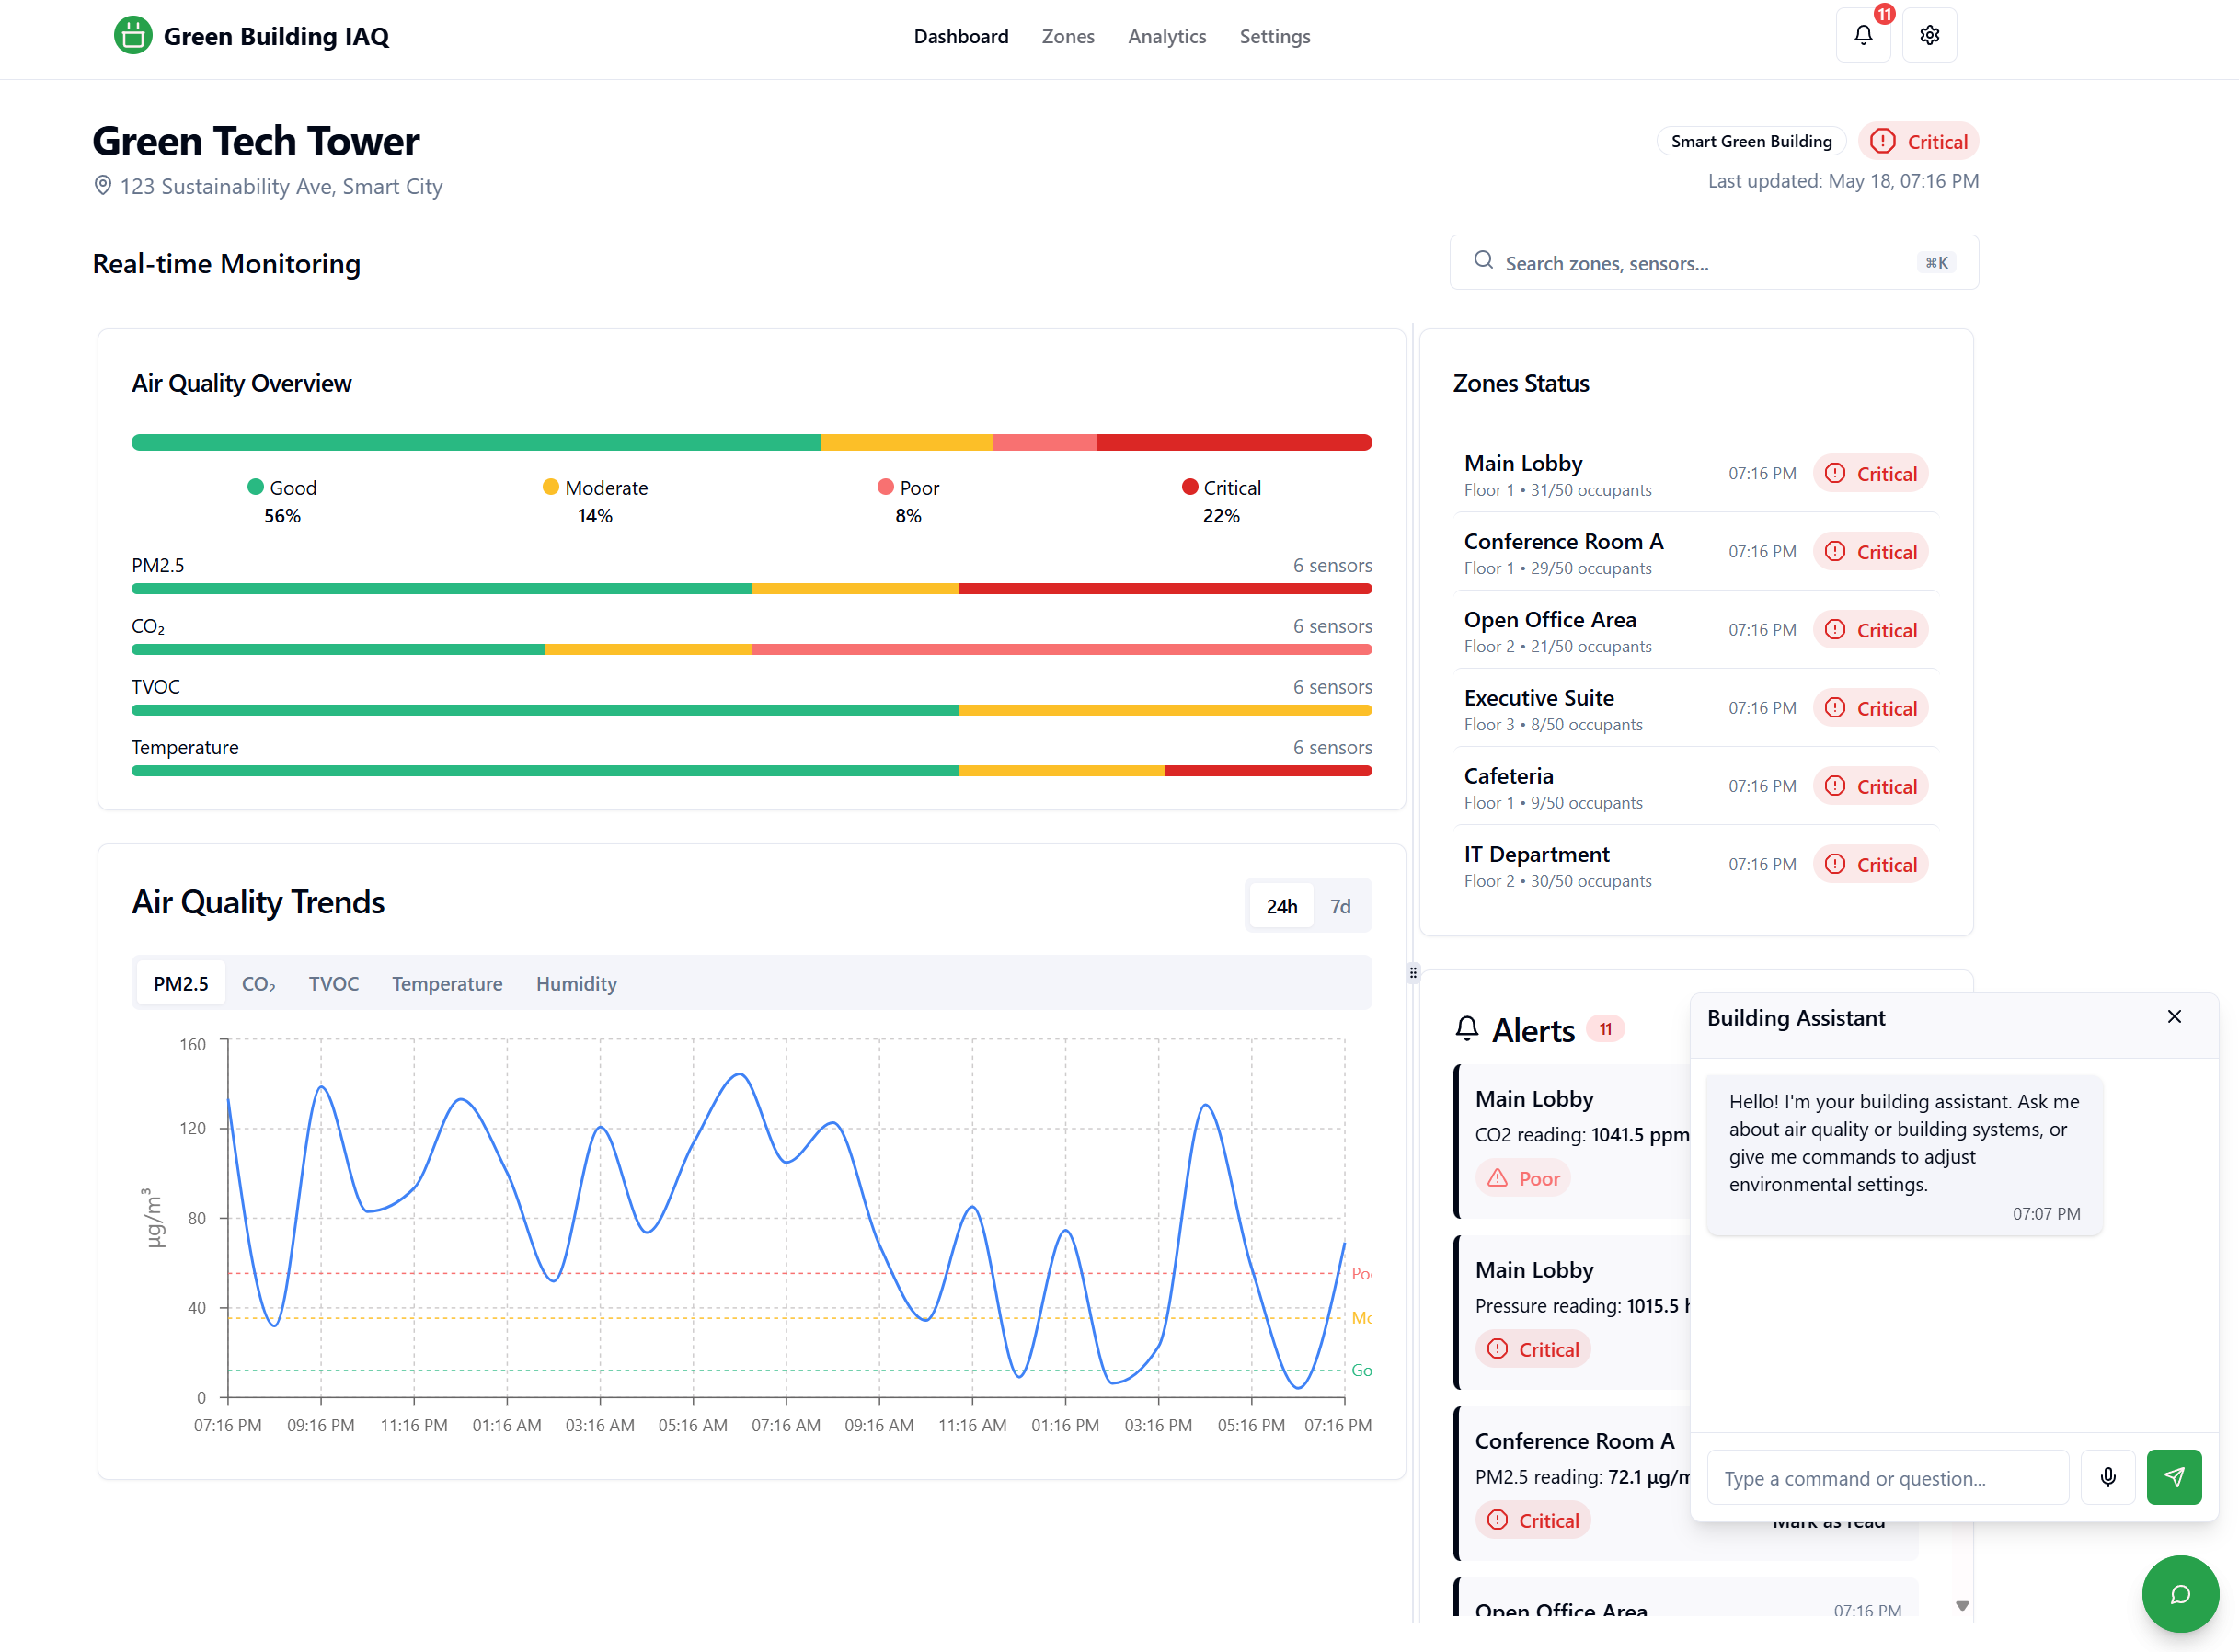 Green Building IAQ
Dashboard Zones Analytics Settings
11
Green Tech Tower
123 Sustainability Ave, Smart City
Smart Green Building
Critical
Last updated: May 18, 07:16 PM
Real-time Monitoring
Search zones, sensors...
⌘K
Air Quality Overview
Good
56%
Moderate
14%
Poor
8%
Critical
22%
PM2.5
6 sensors
CO₂
6 sensors
TVOC
6 sensors
Temperature
6 sensors
Air Quality Trends
24h 7d
PM2.5 CO₂ TVOC Temperature Humidity
µg/m³
160
120
80
40
0
Poo
Mo
Go
07:16 PM 09:16 PM 11:16 PM 01:16 AM 03:16 AM 05:16 AM 07:16 AM 09:16 AM 11:16 AM 01:16 PM 03:16 PM 05:16 PM 07:16 PM
Zones Status
Main Lobby
Floor 1 • 31/50 occupants
07:16 PM
Critical
Conference Room A
Floor 1 • 29/50 occupants
07:16 PM
Critical
Open Office Area
Floor 2 • 21/50 occupants
07:16 PM
Critical
Executive Suite
Floor 3 • 8/50 occupants
07:16 PM
Critical
Cafeteria
Floor 1 • 9/50 occupants
07:16 PM
Critical
IT Department
Floor 2 • 30/50 occupants
07:16 PM
Critical
Alerts 11
Main Lobby
CO2 reading: 1041.5 ppm
Poor
Main Lobby
Pressure reading: 1015.5
Critical
Conference Room A
PM2.5 reading: 72.1 µg/m
Critical
Mark as read
Open Office Area
07:16 PM
Building Assistant
Hello! I'm your building assistant. Ask me
about air quality or building systems, or
give me commands to adjust
environmental settings.
07:07 PM
Type a command or question...